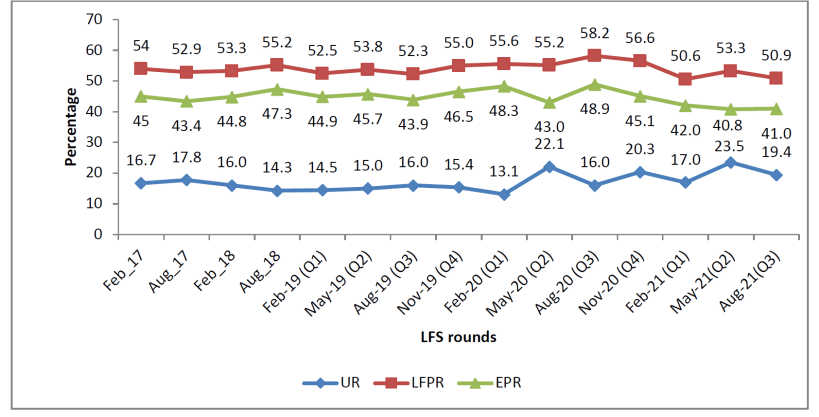 70
60
50
40
30
20
10
0
Percentage
54 52.9 53.3 55.2 52.5 53.8 52.3 55.0 55.6 55.2 58.2 56.6 50.6 53.3 50.9
45 43.4 44.8 47.3 44.9 45.7 43.9 46.5 48.3 43.0 48.9 45.1 42.0 40.8 41.0
16.7 17.8 16.0 14.3 14.5 15.0 16.0 15.4 13.1 22.1 16.0 20.3 17.0 23.5 19.4
Feb_17
Aug_17
Feb_18
Aug_18
Feb-19 (Q1)
May-19 (Q2)
Aug-19 (Q3)
Nov-19 (Q4)
Feb-20 (Q1)
May-20 (Q2)
Aug-20(Q3)
Nov-20 (Q4)
Feb-21 (Q1)
May-21(Q2)
Aug-21(Q3)
LFS rounds
UR LFPR EPR